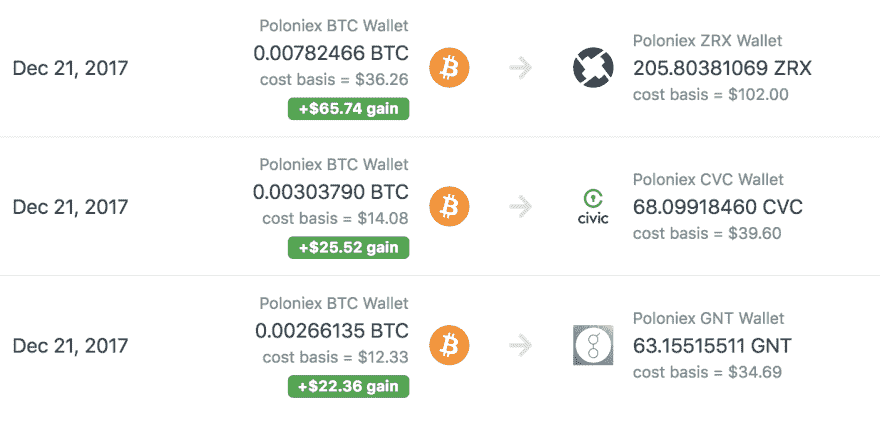 Dec 21, 2017
Poloniex BTC Wallet
0.00782466 BTC
cost basis = $36.26
+$65.74 gain
Poloniex ZRX Wallet
205.80381069 ZRX
cost basis = $102.00
Dec 21, 2017
Poloniex BTC Wallet
0.00303790 BTC
cost basis = $14.08
+$25.52 gain
civic
Poloniex CVC Wallet
68.09918460 CVC
cost basis = $39.60
Dec 21, 2017
Poloniex BTC Wallet
0.00266135 BTC
cost basis = $12.33
+$22.36 gain
Poloniex GNT Wallet
63.15515511 GNT
cost basis = $34.69